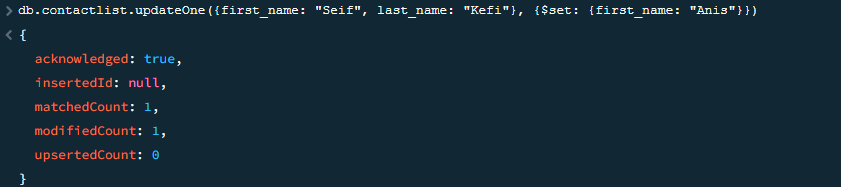 > db.contactlist.updateOne({first_name: "Seif", last_name: "Kefi"}, {$set: {first_name: "Anis"}})
< {
acknowledged: true,
insertedId: null,
matchedCount: 1,
modifiedCount: 1,
upsertedCount: 0
}